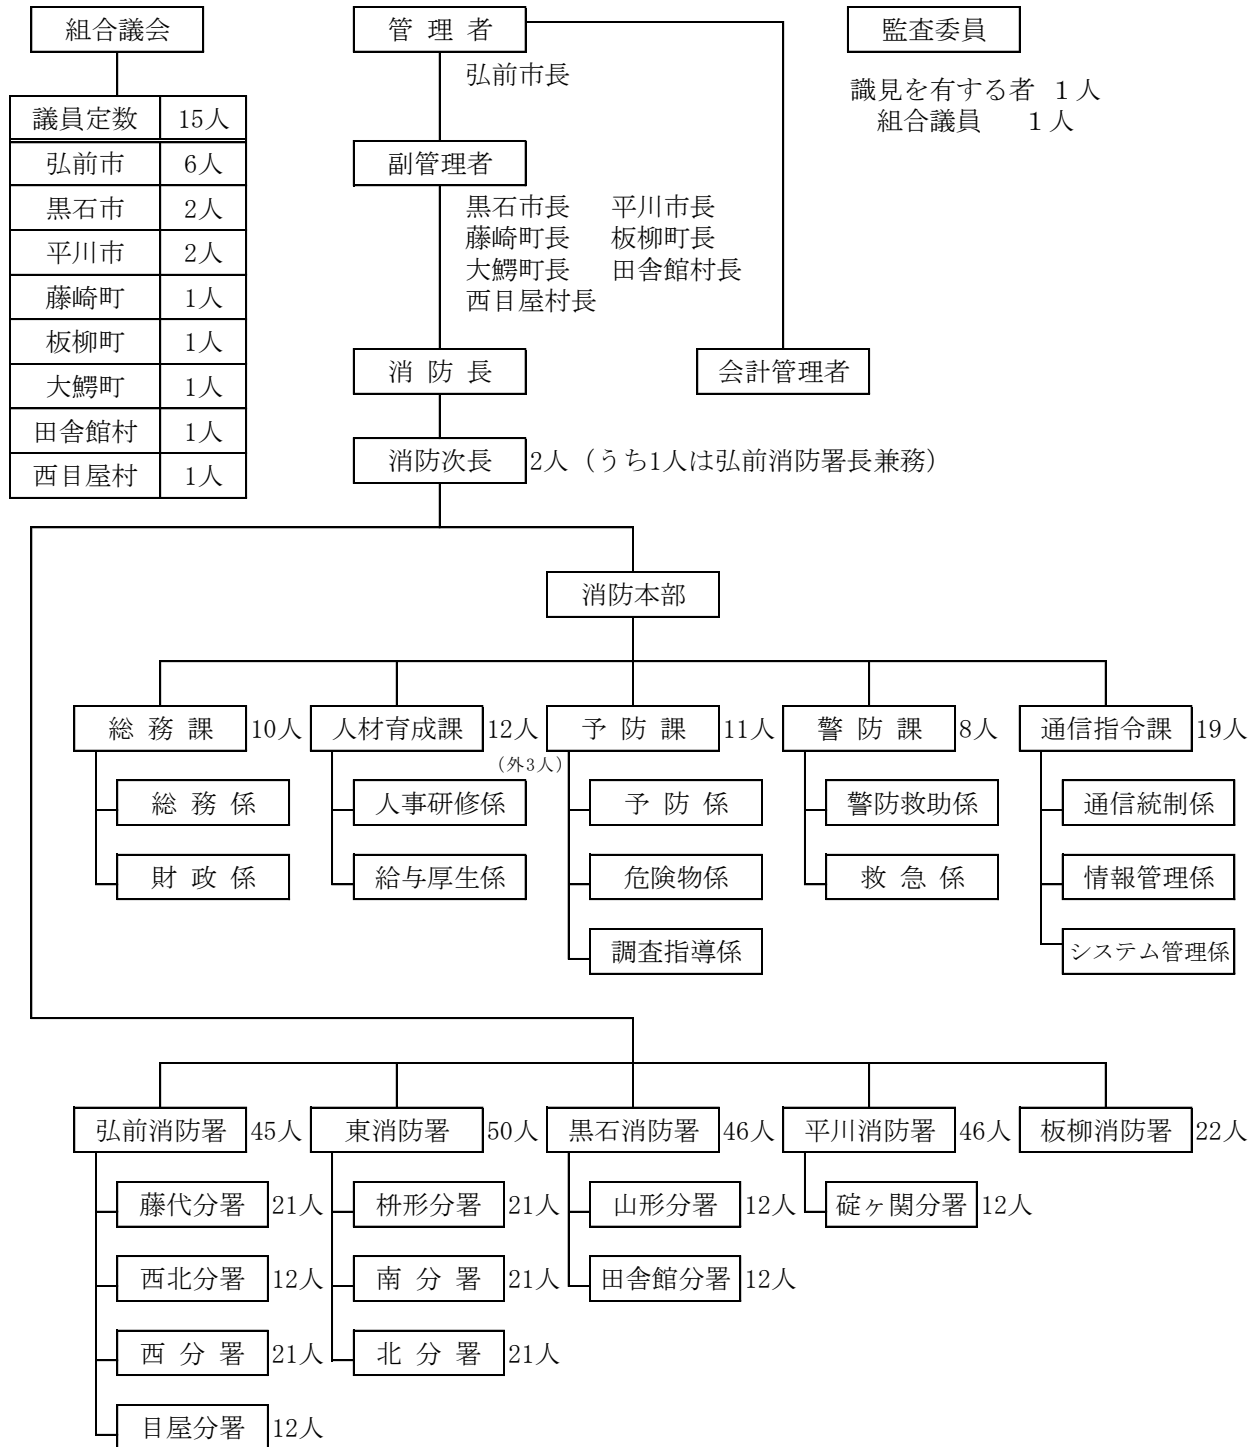 組合議会
管理者
監査委員
弘前市長
識見を有する者 1人
組合議員 1人
議員定数 15人
弘前市 6人
黒石市 2人
平川市 2人
藤崎町 1人
板柳町 1人
大鰐町 1人
田舎館村 1人
西目屋村 1人
副管理者
黒石市長 平川市長
藤崎町長 板柳町長
大鰐町長 田舎館村長
西目屋村長
消防長
会計管理者
消防次長 2人（うち1人は弘前消防署長兼務）
消防本部
総務課 10人 人材育成課 12人 予防課 11人 警防課 8人 通信指令課 19人
（外3人）
総務係 人事研修係 予防係 警防救助係 通信統制係
財政係 給与厚生係 危険物係 救急係 情報管理係
調査指導係 システム管理係
弘前消防署 45人 東消防署 50人 黒石消防署 46人 平川消防署 46人 板柳消防署 22人
藤代分署 21人 枡形分署 21人 山形分署 12人 碇ヶ関分署 12人
西北分署 12人 南分署 21人 田舎館分署 12人
西分署 21人 北分署 21人
目屋分署 12人